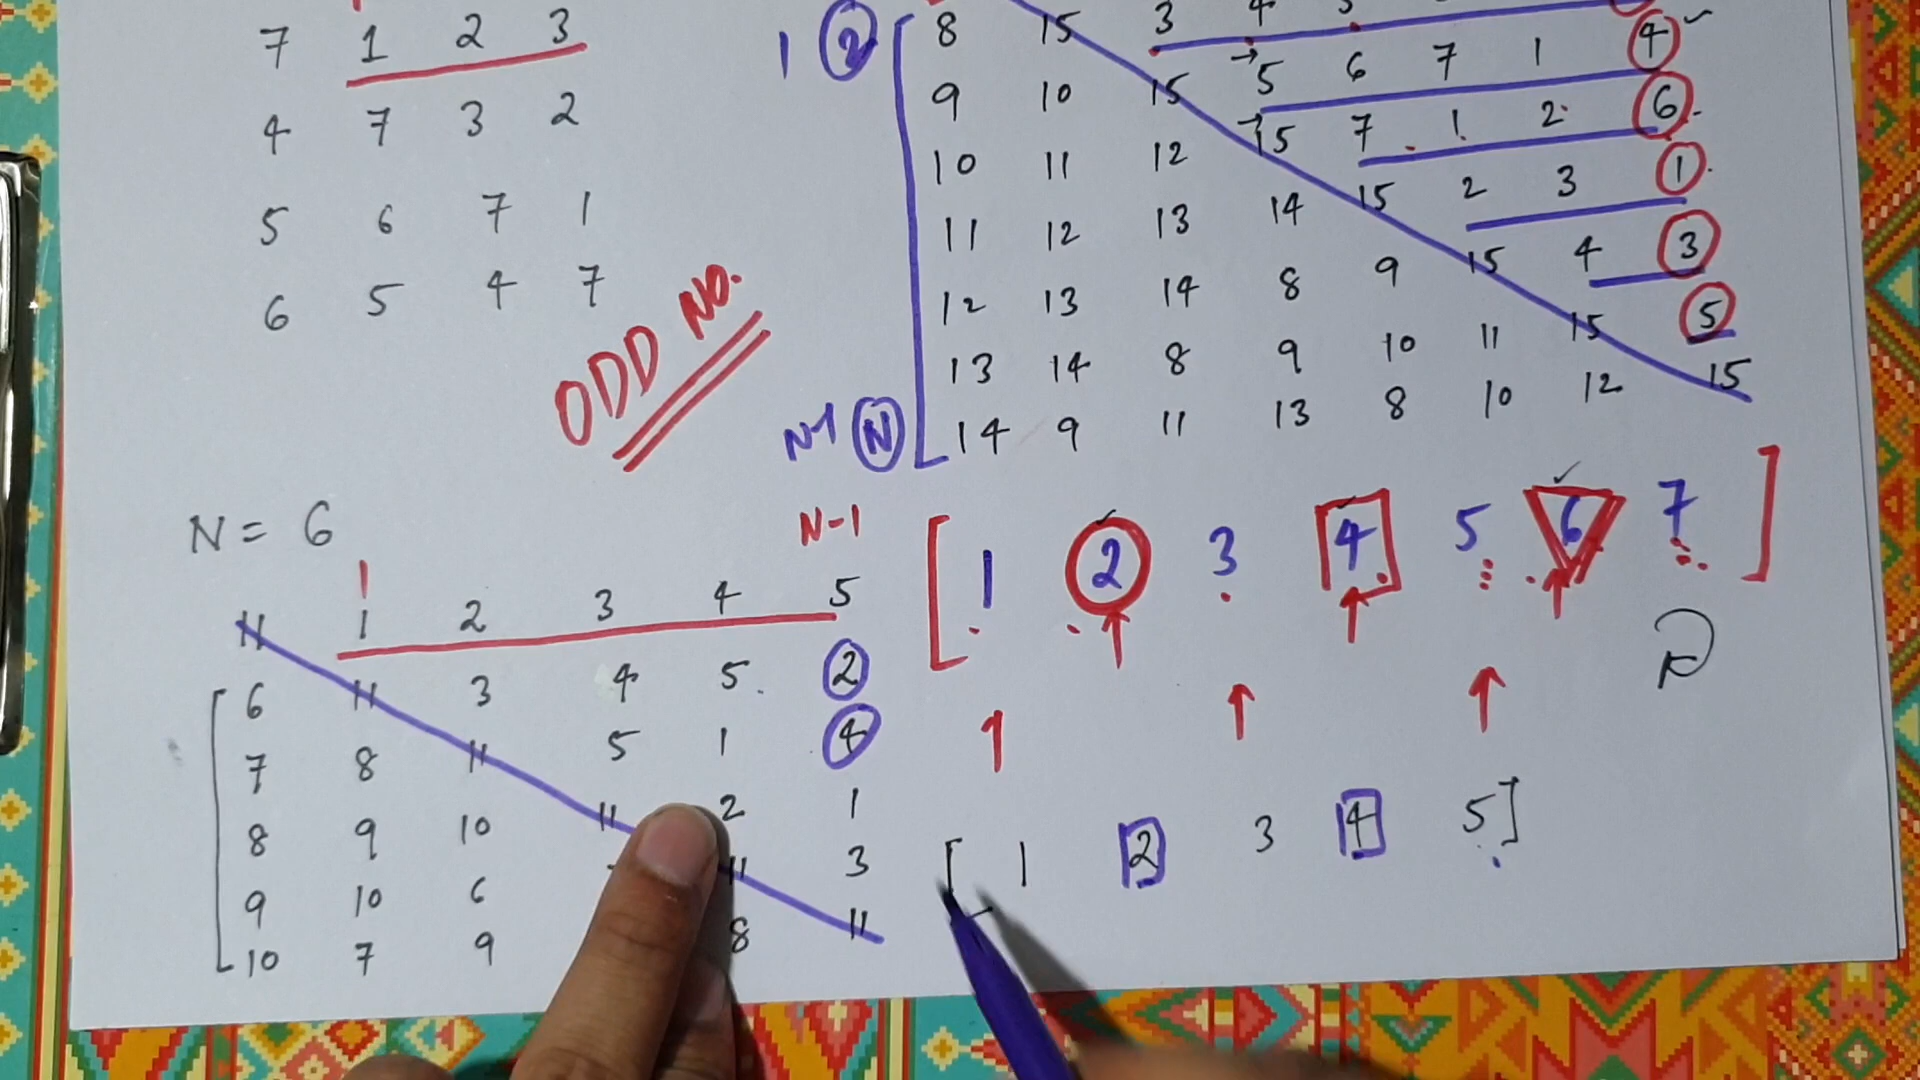 7 1 2 3
4 7 3 2
5 6 7 1
6 5 4 7
ODD NO.
1 2
N-1 N
8 15 3
9 10 15 5 6 7 1 4
10 11 12 15 7 1 2 6
11 12 13 14 15 2 3 1
12 13 14 8 9 15 4 3
13 14 8 9 10 11 15 5
14 9 11 13 8 10 12 15
N = 6
N-1
11 1 2 3 4 5
6 11 3 4 5 2
7 8 11 5 1 4
8 9 10 11 2 1
9 10 6 11 3
10 7 9 8 11
[ 1 2 3 4 5 6 7 ]
[ 1 2 3 4 5 ]